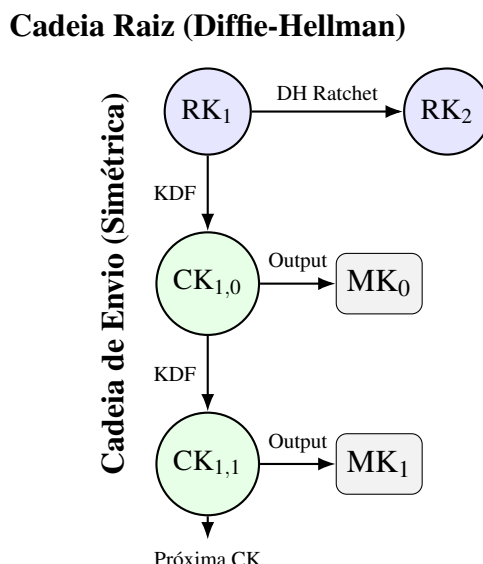 Cadeia Raiz (Diffie-Hellman)
Cadeia de Envio (Simétrica)
RK₁
DH Ratchet
RK₂
KDF
CK₁,₀
Output
MK₀
KDF
CK₁,₁
Output
MK₁
Próxima CK